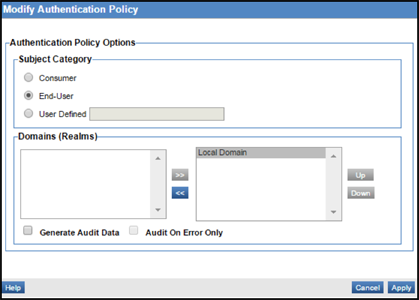 Modify Authentication Policy
Authentication Policy Options
Subject Category
Consumer
End-User
User Defined
Domains (Realms)
Local Domain
>>
<<
Up
Down
Generate Audit Data
Audit On Error Only
Help
Cancel
Apply